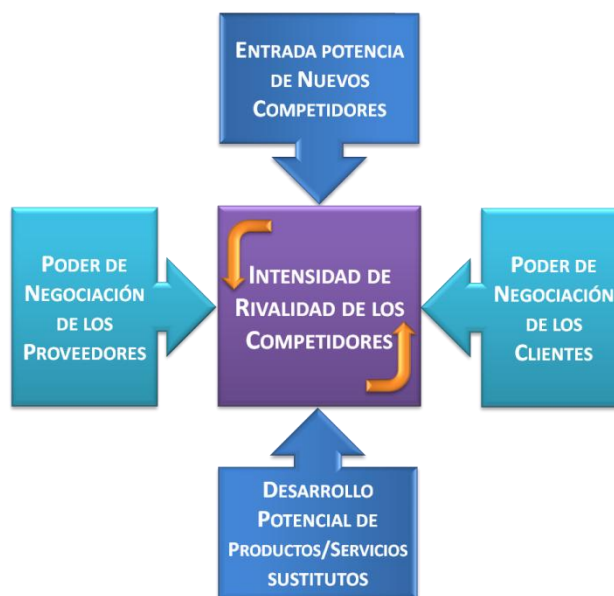 ENTRADA POTENCIA
DE NUEVOS
COMPETIDORES
PODER DE
NEGOCIACIÓN
DE LOS
PROVEEDORES
INTENSIDAD DE
RIVALIDAD DE LOS
COMPETIDORES
PODER DE
NEGOCIACIÓN
DE LOS
CLIENTES
DESARROLLO
POTENCIAL DE
PRODUCTOS/SERVICIOS
SUSTITUTOS